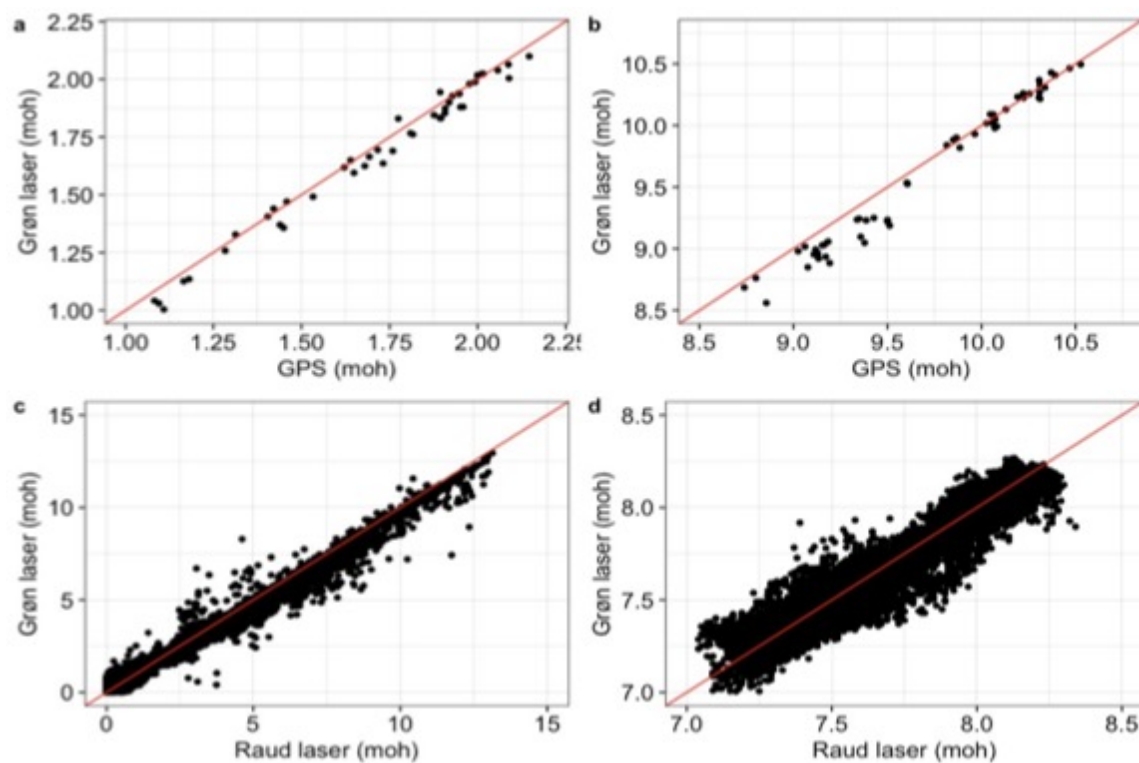 a
2.25
2.00
1.75
1.50
1.25
1.00
Grøn laser (moh)
1.00 1.25 1.50 1.75 2.00 2.25
GPS (moh)
b
10.5
10.0
9.5
9.0
8.5
Grøn laser (moh)
8.5 9.0 9.5 10.0 10.5
GPS (moh)
c
15
10
5
0
Grøn laser (moh)
0 5 10 15
Raud laser (moh)
d
8.5
8.0
7.5
7.0
Grøn laser (moh)
7.0 7.5 8.0 8.5
Raud laser (moh)